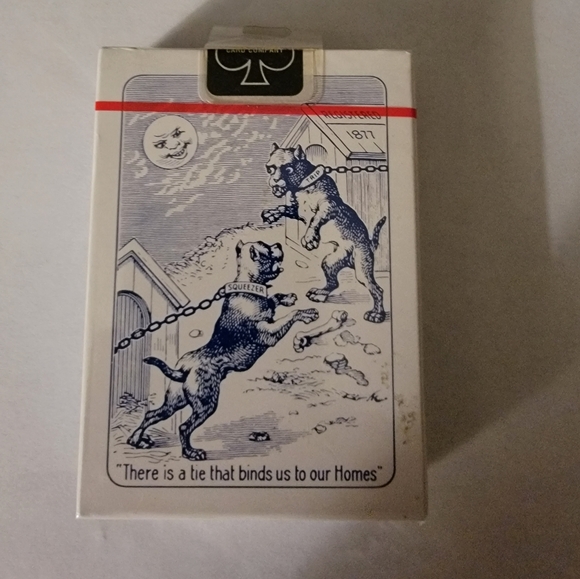 CARD COMPANY
REGISTERED
1877
TRIP
SQUEEZER
"There is a tie that binds us to our Homes"